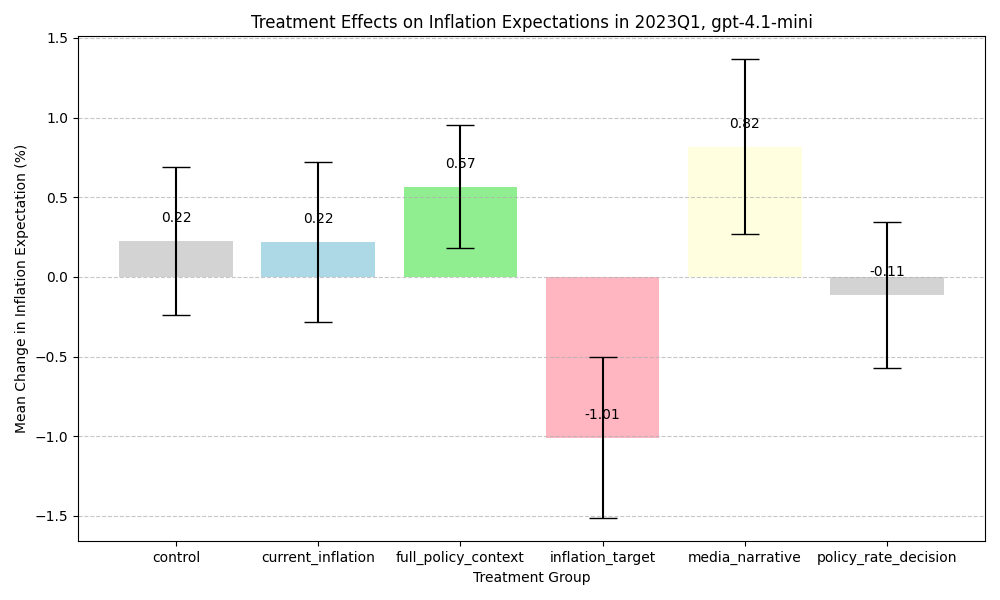 Treatment Effects on Inflation Expectations in 2023Q1, gpt-4.1-mini
Mean Change in Inflation Expectation (%)
1.5
1.0
0.5
0.0
−0.5
−1.0
−1.5
0.22
0.22
0.57
-1.01
0.82
-0.11
control
current_inflation
full_policy_context
inflation_target
media_narrative
policy_rate_decision
Treatment Group